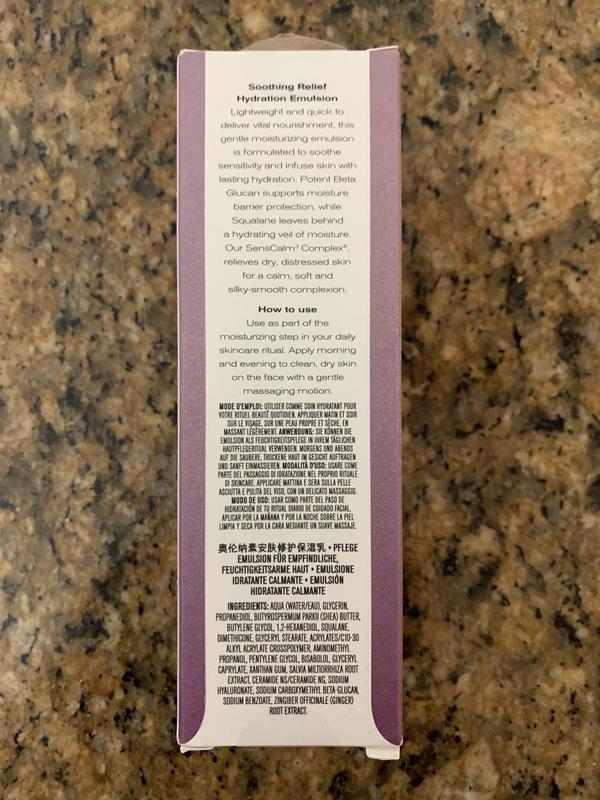 Soothing Relief
Hydration Emulsion
Lightweight and quick to
deliver vital nourishment, this
gentle moisturizing emulsion
is formulated to soothe
sensitivity and infuse skin with
lasting hydration. Potent Beta
Glucan supports moisture
barrier protection, while
Squalane leaves behind
a hydrating veil of moisture.
Our SensCalm³ Complex*,
relieves dry, distressed skin
for a calm, soft and
silky-smooth complexion.
How to use
Use as part of the
moisturizing step in your daily
skincare ritual. Apply morning
and evening to clean, dry skin
on the face with a gentle
massaging motion.
MODE D'EMPLOI: UTILISER COMME SOIN HYDRATANT POUR
VOTRE RITUEL BEAUTÉ QUOTIDIEN. APPLIQUER MATIN ET SOIR
SUR LE VISAGE, SUR UNE PEAU PROPRE ET SÈCHE, EN
MASSANT LÉGÈREMENT. ANWENDUNG: SIE KÖNNEN DIE
EMULSION ALS FEUCHTIGKEITSPFLEGE IN IHREM TÄGLICHEN
HAUTPFLEGERITUAL VERWENDEN. MORGENS UND ABENDS
AUF DIE SAUBERE, TROCKENE HAUT IM GESICHT AUFTRAGEN
UND SANFT EINMASSIEREN. MODALITÀ D'USO: USARE COME
PARTE DEL PASSAGGIO DI IDRATAZIONE NEL PROPRIO RITUALE
DI SKINCARE. APPLICARE MATTINA E SERA SULLA PELLE
ASCIUTTA E PULITA DEL VISO, CON UN DELICATO MASSAGGIO.
MODO DE USO: USAR COMO PARTE DEL PASO DE
HIDRATACIÓN DE TU RITUAL DIARIO DE CUIDADO FACIAL.
APLICAR POR LA MAÑANA Y POR LA NOCHE SOBRE LA PIEL
LIMPIA Y SECA POR LA CARA MEDIANTE UN SUAVE MASAJE.
奥伦纳素安肤修护保湿乳 • PFLEGE
EMULSION FÜR EMPFINDLICHE,
FEUCHTIGKEITSARME HAUT • EMULSIONE
IDRATANTE CALMANTE • EMULSIÓN
HIDRATANTE CALMANTE
INGREDIENTS: AQUA (WATER/EAU), GLYCERIN,
PROPANEDIOL, BUTYROSPERMUM PARKII (SHEA) BUTTER,
BUTYLENE GLYCOL, 1,2-HEXANEDIOL, SQUALANE,
DIMETHICONE, GLYCERYL STEARATE, ACRYLATES/C10-30
ALKYL ACRYLATE CROSSPOLYMER, AMINOMETHYL
PROPANOL, PENTYLENE GLYCOL, BISABOLOL, GLYCERYL
CAPRYLATE, XANTHAN GUM, SALVIA MILTIORRHIZA ROOT
EXTRACT, CERAMIDE NS/CERAMIDE NG, SODIUM
HYALURONATE, SODIUM CARBOXYMETHYL BETA-GLUCAN,
SODIUM BENZOATE, ZINGIBER OFFICINALE (GINGER)
ROOT EXTRACT.